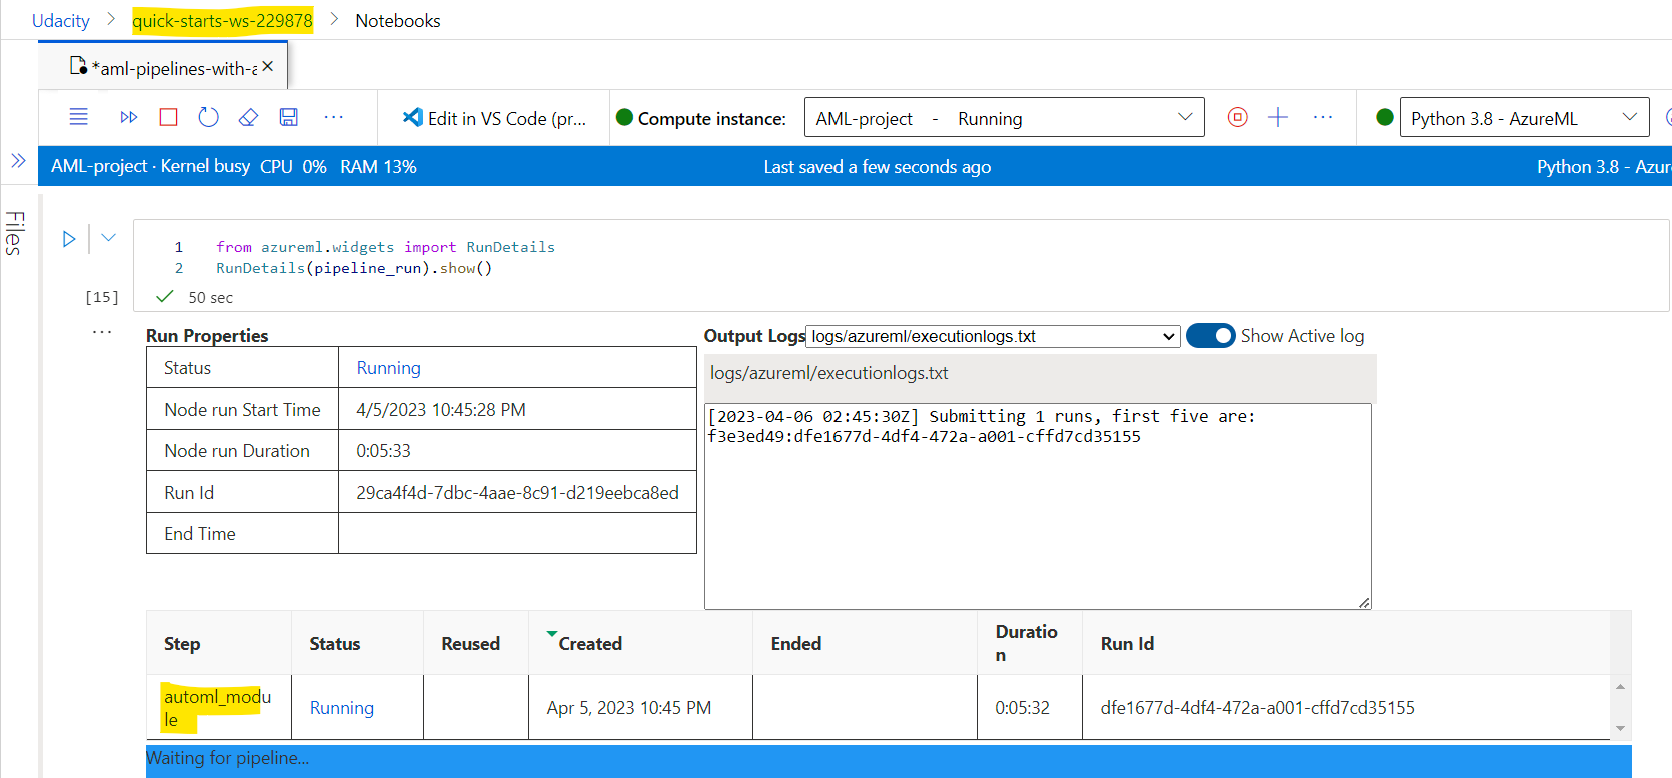 Udacity > quick-starts-ws-229878 > Notebooks
*aml-pipelines-with-a
Edit in VS Code (pr...
Compute instance:
AML-project - Running
Python 3.8 - AzureML
AML-project · Kernel busy CPU 0% RAM 13%
Last saved a few seconds ago
Python 3.8 - Azur
Files
1 from azureml.widgets import RunDetails
2 RunDetails(pipeline_run).show()
[15]
50 sec
Run Properties
Status Running
Node run Start Time 4/5/2023 10:45:28 PM
Node run Duration 0:05:33
Run Id 29ca4f4d-7dbc-4aae-8c91-d219eebca8ed
End Time
Output Logs logs/azureml/executionlogs.txt Show Active log
logs/azureml/executionlogs.txt
[2023-04-06 02:45:30Z] Submitting 1 runs, first five are:
f3e3ed49:dfe1677d-4df4-472a-a001-cffd7cd35155
Step Status Reused Created Ended Duratio
n
Run Id
automl_modu
le
Running Apr 5, 2023 10:45 PM 0:05:32 dfe1677d-4df4-472a-a001-cffd7cd35155
Waiting for pipeline...